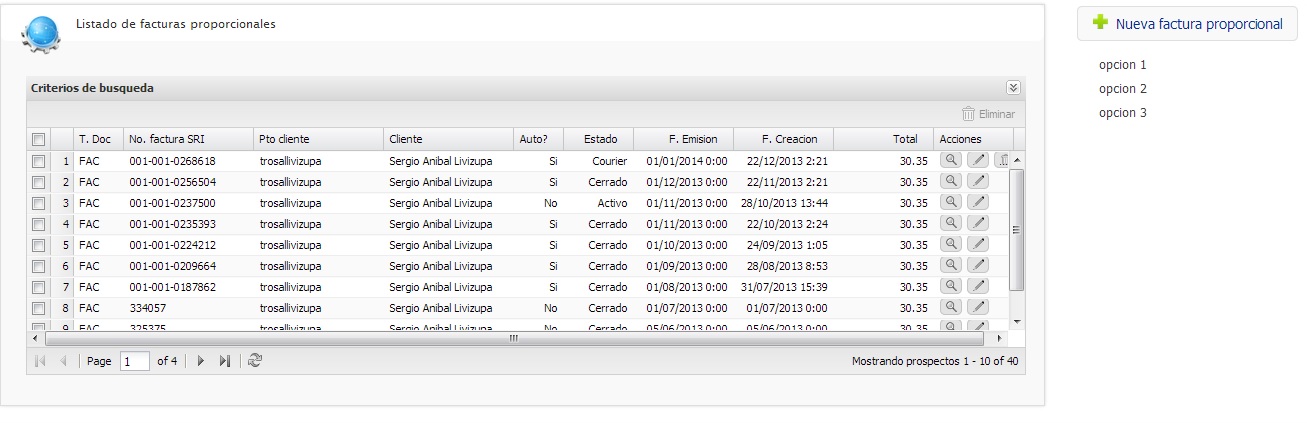 Listado de facturas proporcionales
Nueva factura proporcional
opcion 1
opcion 2
opcion 3
Criterios de busqueda
Eliminar
T. Doc No. factura SRI Pto cliente Cliente Auto? Estado F. Emision F. Creacion Total Acciones
1 FAC 001-001-0268618 trosallivizupa Sergio Anibal Livizupa Si Courier 01/01/2014 0:00 22/12/2013 2:21 30.35
2 FAC 001-001-0256504 trosallivizupa Sergio Anibal Livizupa Si Cerrado 01/12/2013 0:00 22/11/2013 2:21 30.35
3 FAC 001-001-0237500 trosallivizupa Sergio Anibal Livizupa No Activo 01/11/2013 0:00 28/10/2013 13:44 30.35
4 FAC 001-001-0235393 trosallivizupa Sergio Anibal Livizupa Si Cerrado 01/11/2013 0:00 22/10/2013 2:24 30.35
5 FAC 001-001-0224212 trosallivizupa Sergio Anibal Livizupa Si Cerrado 01/10/2013 0:00 24/09/2013 1:05 30.35
6 FAC 001-001-0209664 trosallivizupa Sergio Anibal Livizupa Si Cerrado 01/09/2013 0:00 28/08/2013 8:53 30.35
7 FAC 001-001-0187862 trosallivizupa Sergio Anibal Livizupa Si Cerrado 01/08/2013 0:00 31/07/2013 15:39 30.35
8 FAC 334057 trosallivizupa Sergio Anibal Livizupa No Cerrado 01/07/2013 0:00 01/07/2013 0:00 30.35
9 FAC 325375 trosallivizupa Sergio Anibal Livizupa No Cerrado 05/06/2013 0:00 05/06/2013 0:00 30.35
Page 1 of 4 Mostrando prospectos 1 - 10 of 40